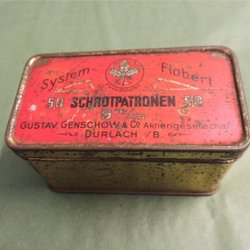 System Flobert
50 SCHROTPATRONEN 50
GUSTAV GENSCHOW & Co Aktiengesellschaft
DURLACH i/B.